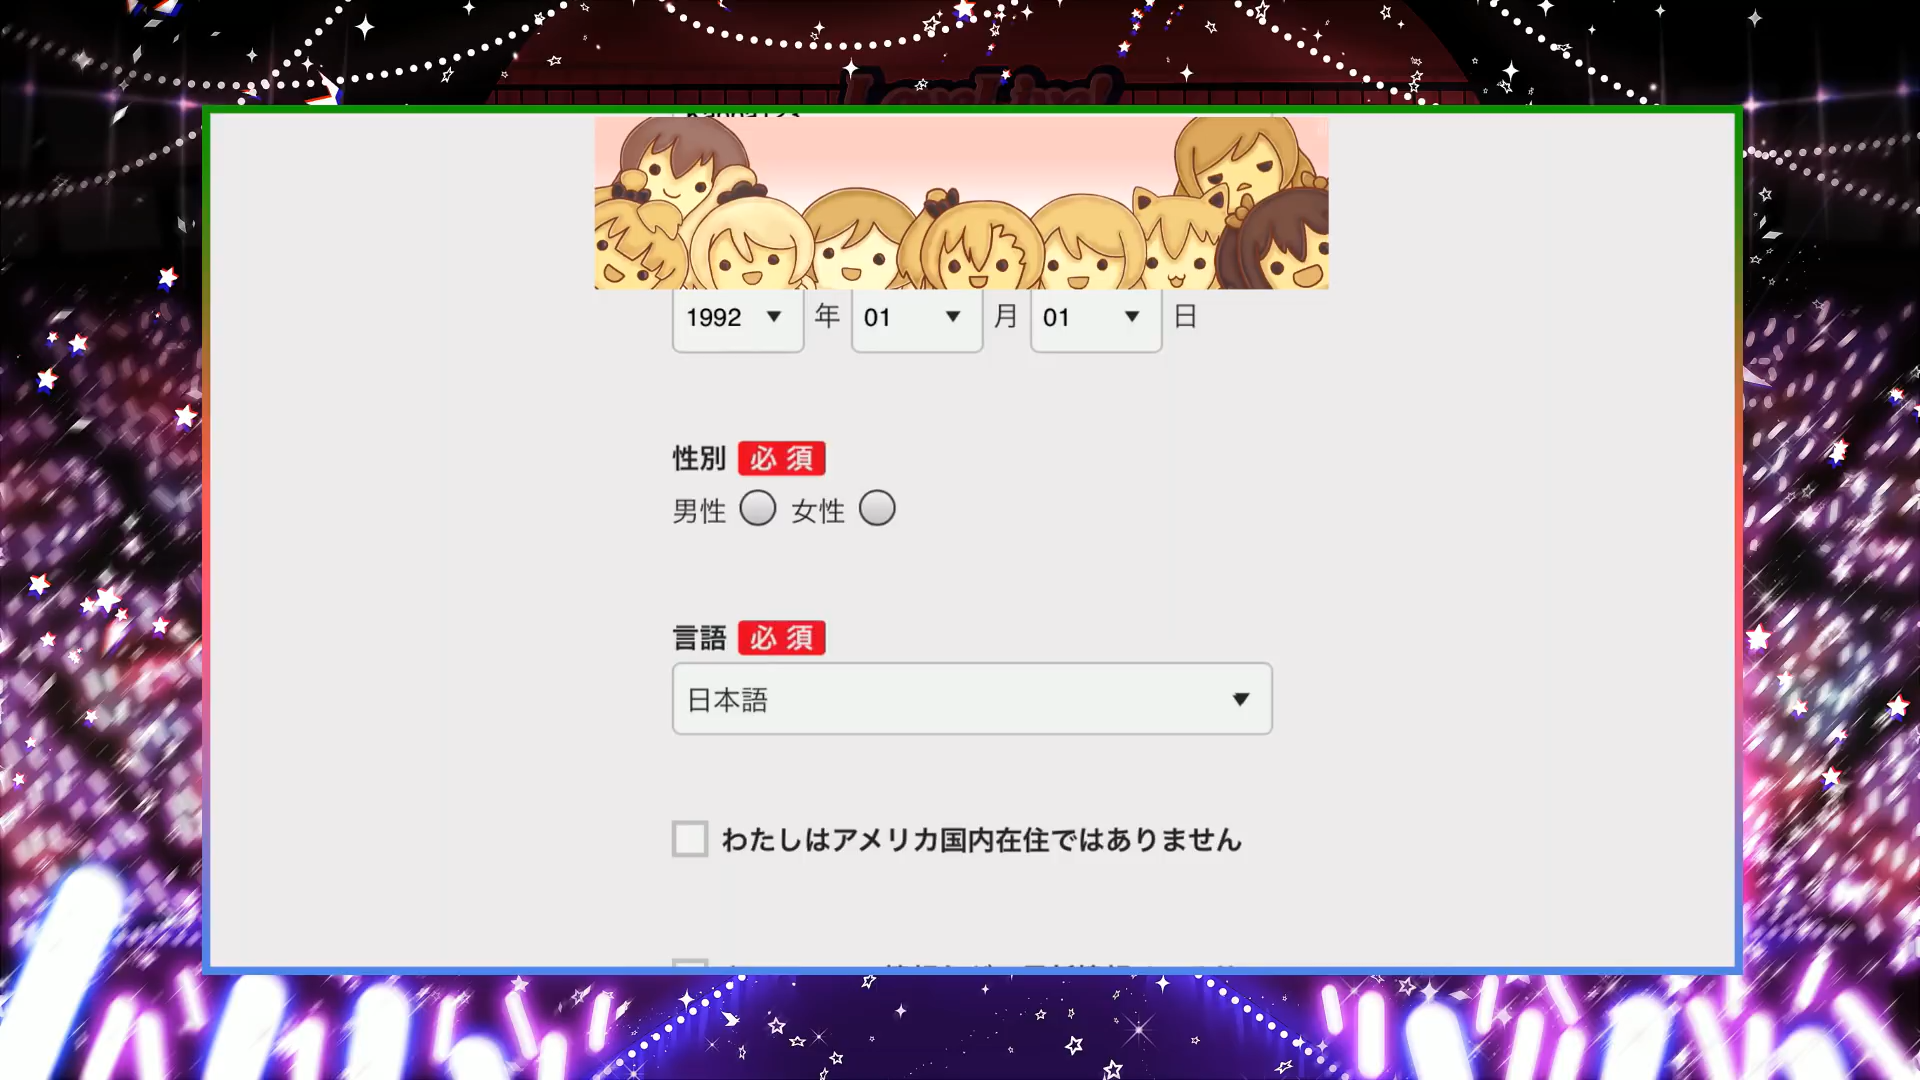 LoveLive!
1992 年 01 月 01 日
性別 必須
男性 女性
言語 必須
日本語
わたしはアメリカ国内在住ではありません